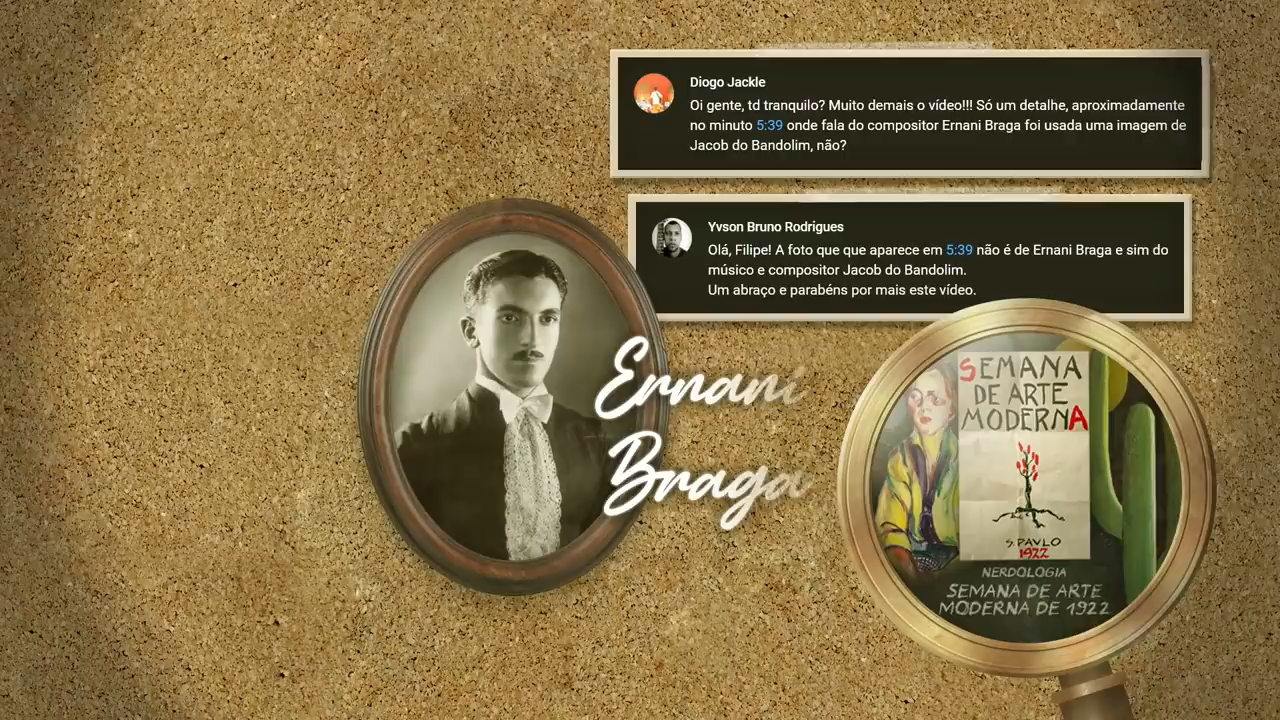 Diogo Jackle
Oi gente, td tranquilo? Muito demais o vídeo!!! Só um detalhe, aproximadamente
no minuto 5:39 onde fala do compositor Ernani Braga foi usada uma imagem de
Jacob do Bandolim, não?
Yvson Bruno Rodrigues
Olá, Filipe! A foto que que aparece em 5:39 não é de Ernani Braga e sim do
músico e compositor Jacob do Bandolim.
Um abraço e parabéns por mais este vídeo.
Ernani
Braga
SEMANA
DE ARTE
MODERNA
S. PAVLO
1922
NERDOLOGIA
SEMANA DE ARTE
MODERNA DE 1922